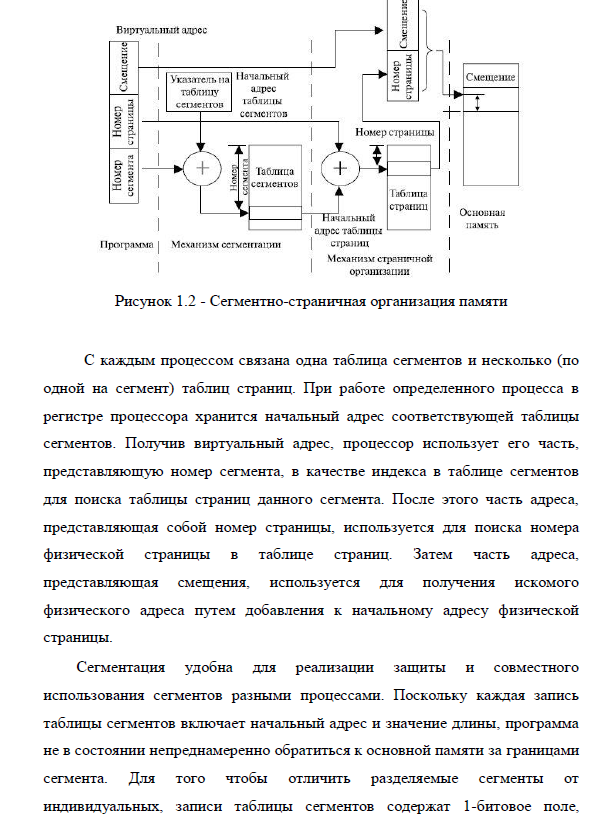 Виртуальный адрес
Смещение
Номер
страницы
Номер
сегмента
Указатель на
таблицу
сегментов
Начальный
адрес
таблицы
сегментов
Номер
сегмента
Таблица
сегментов
Начальный
адрес таблицы
страниц
Смещение
Номер
страницы
Номер страницы
Таблица
страниц
Смещение
Основная
память
Программа
Механизм сегментации
Механизм страничной
организации
Рисунок 1.2 - Сегментно-страничная организация памяти
С каждым процессом связана одна таблица сегментов и несколько (по
одной на сегмент) таблиц страниц. При работе определенного процесса в
регистре процессора хранится начальный адрес соответствующей таблицы
сегментов. Получив виртуальный адрес, процессор использует его часть,
представляющую номер сегмента, в качестве индекса в таблице сегментов
для поиска таблицы страниц данного сегмента. После этого часть адреса,
представляющая собой номер страницы, используется для поиска номера
физической страницы в таблице страниц. Затем часть адреса,
представляющая смещения, используется для получения искомого
физического адреса путем добавления к начальному адресу физической
страницы.
Сегментация удобна для реализации защиты и совместного
использования сегментов разными процессами. Поскольку каждая запись
таблицы сегментов включает начальный адрес и значение длины, программа
не в состоянии непреднамеренно обратиться к основной памяти за границами
сегмента. Для того чтобы отличить разделяемые сегменты от
индивидуальных, записи таблицы сегментов содержат 1-битовое поле,